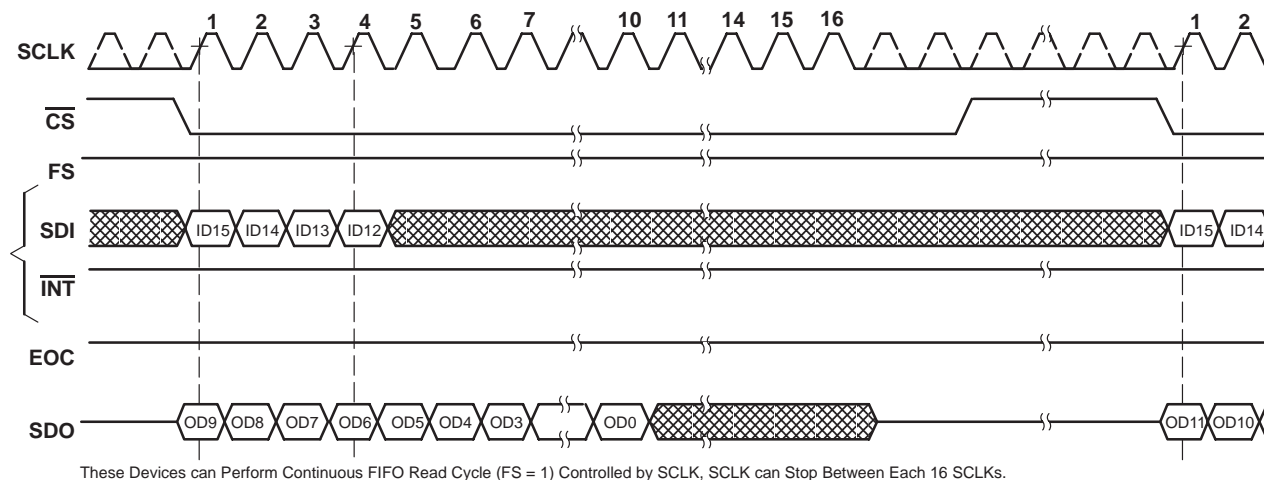 1 2 3 4 5 6 7 10 11 14 15 16 1 2
SCLK
CS
FS
SDI ID15 ID14 ID13 ID12 ID15 ID14
INT
EOC
SDO OD9 OD8 OD7 OD6 OD5 OD4 OD3 OD0 OD11 OD10
These Devices can Perform Continuous FIFO Read Cycle (FS = 1) Controlled by SCLK, SCLK can Stop Between Each 16 SCLKs.